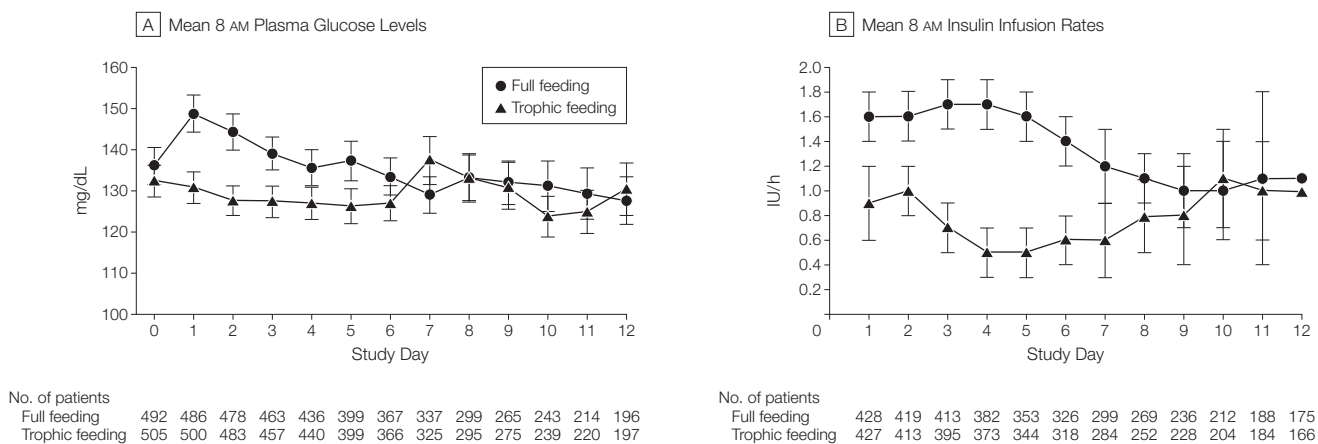 A Mean 8 AM Plasma Glucose Levels
160
150
140
130
120
110
100
mg/dL
Full feeding
Trophic feeding
0 1 2 3 4 5 6 7 8 9 10 11 12
Study Day
No. of patients
Full feeding 492 486 478 463 436 399 367 337 299 265 243 214 196
Trophic feeding 505 500 483 457 440 399 366 325 295 275 239 220 197
B Mean 8 AM Insulin Infusion Rates
2.0
1.8
1.6
1.4
1.2
1.0
0.8
0.6
0.4
0.2
IU/h
0 1 2 3 4 5 6 7 8 9 10 11 12
Study Day
No. of patients
Full feeding 428 419 413 382 353 326 299 269 236 212 188 175
Trophic feeding 427 413 395 373 344 318 284 252 228 204 184 166